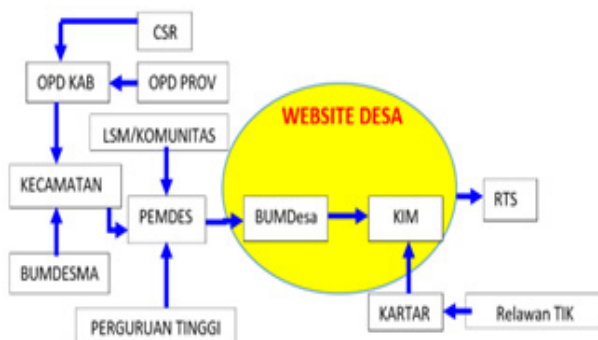 CSR
OPD KAB
OPD PROV
WEBSITE DESA
LSM/KOMUNITAS
KECAMATAN
PEMDES
BUMDesa
KIM
RTS
BUMDESMA
KARTAR
Relawan TIK
PERGURUAN TINGGI